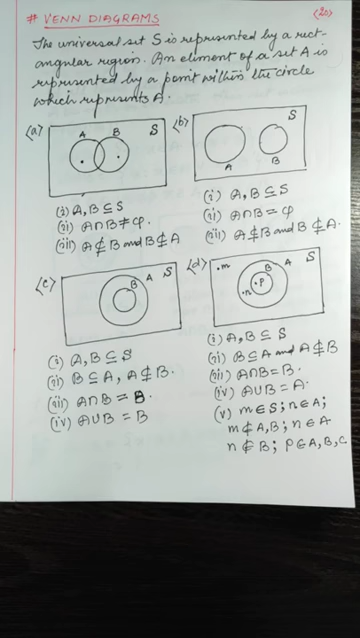 # VENN DIAGRAMS
<20>
The universal set S is represented by a rect-
angular region. An element of a set A is
represented by a point within the circle
which represents A.
<a>
A B S
(i) A, B ⊆ S
(ii) A∩B ≠ φ.
(iii) A ⊈ B and B ⊈ A
<b>
S
A B
(i) A, B ⊆ S
(ii) A∩B = φ
(iii) A ⊈ B and B ⊈ A.
<c>
B A S
(i) A, B ⊆ S
(ii) B ⊆ A, A ⊈ B.
(iii) A∩B = B.
(iv) A∪B = B
<d>
.m B A S
.P
.n
(i) A, B ⊆ S
(ii) B ⊆ A and A ⊈ B
(iii) A∩B = B.
(iv) A∪B = A.
(v) m ∈ S; n ∈ A;
m ∉ A, B; n ∈ A
n ∉ B; P ∈ A, B, C